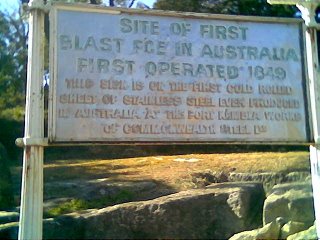 SITE OF FIRST
BLAST FCE IN AUSTRALIA
FIRST OPERATED 1849
THIS SIGN IS ON THE FIRST COLD ROLLED
SHEET OF STAINLESS STEEL EVER PRODUCED
IN AUSTRALIA AT THE PORT KEMBLA WORKS
OF COMMONWEALTH STEEL LD